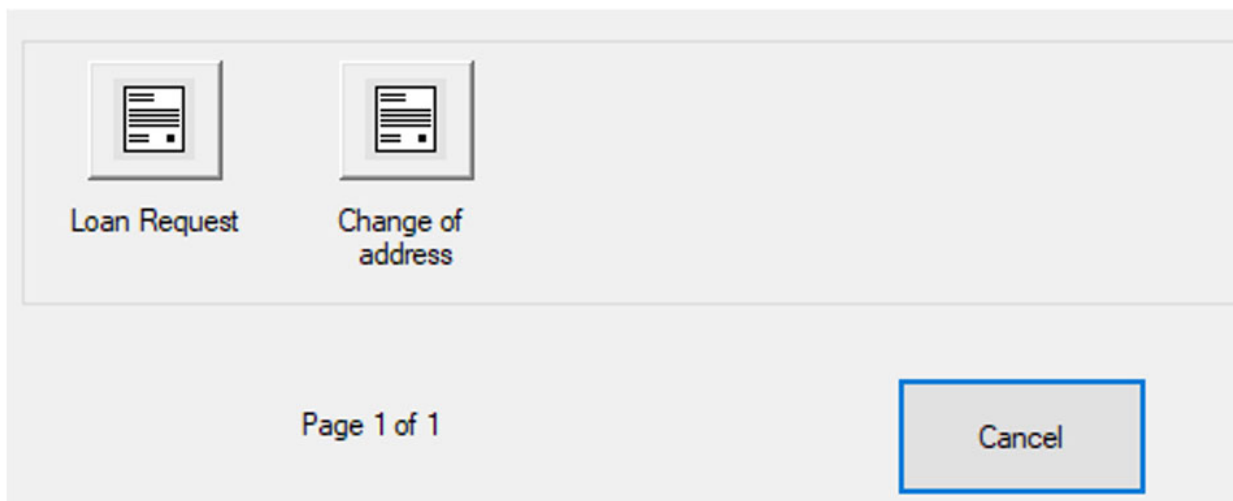 Loan Request
Change of
address
Page 1 of 1
Cancel